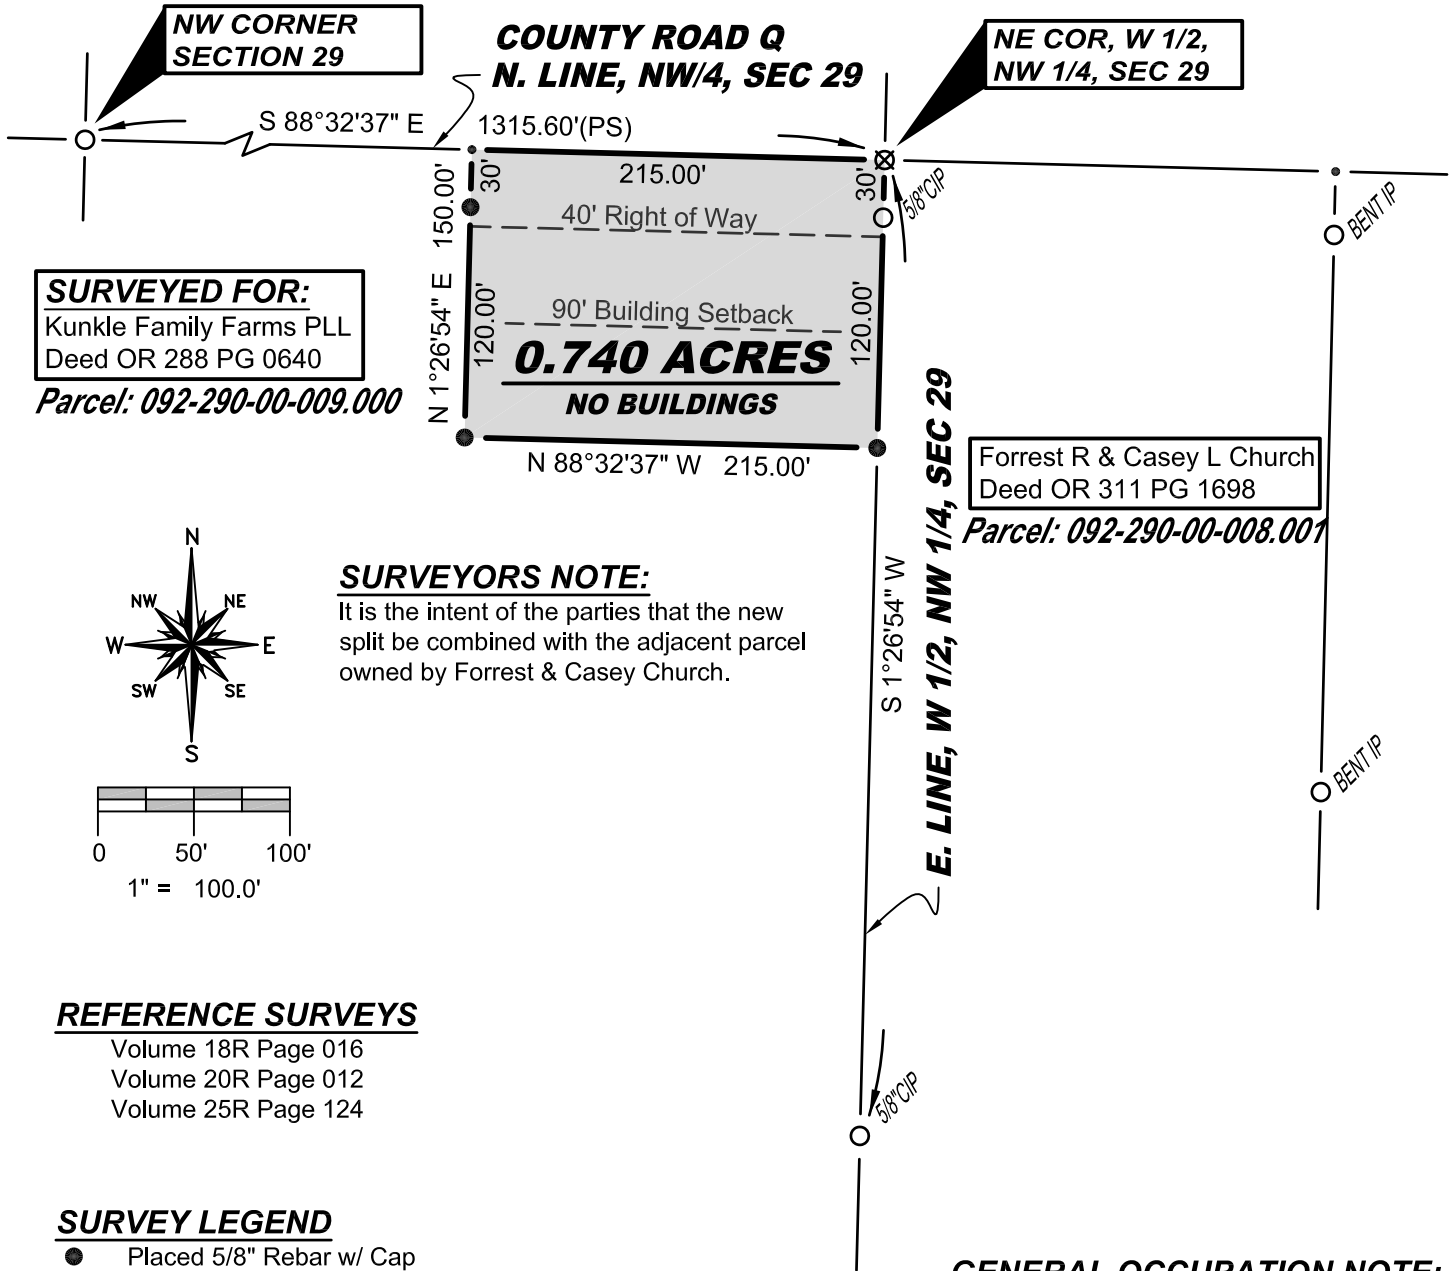 NW CORNER
SECTION 29
COUNTY ROAD Q
N. LINE, NW/4, SEC 29
NE COR, W 1/2,
NW 1/4, SEC 29
S 88°32'37" E
1315.60'(PS)
30'
215.00'
30'
150.00'
5/8"CIP
BENT IP
40' Right of Way
SURVEYED FOR:
Kunkle Family Farms PLL
Deed OR 288 PG 0640
Parcel: 092-290-00-009.000
N 1°26'54" E
120.00'
90' Building Setback
120.00'
0.740 ACRES
NO BUILDINGS
N 88°32'37" W 215.00'
E. LINE, W 1/2, NW 1/4, SEC 29
Forrest R & Casey L Church
Deed OR 311 PG 1698
Parcel: 092-290-00-008.001
S 1°26'54" W
N
NW
NE
W
E
SW
SE
S
SURVEYORS NOTE:
It is the intent of the parties that the new
split be combined with the adjacent parcel
owned by Forrest & Casey Church.
BENT IP
0 50' 100'
1" = 100.0'
REFERENCE SURVEYS
Volume 18R Page 016
Volume 20R Page 012
Volume 25R Page 124
5/8"CIP
SURVEY LEGEND
Placed 5/8" Rebar w/ Cap
GENERAL OCCUPATION NOTE: